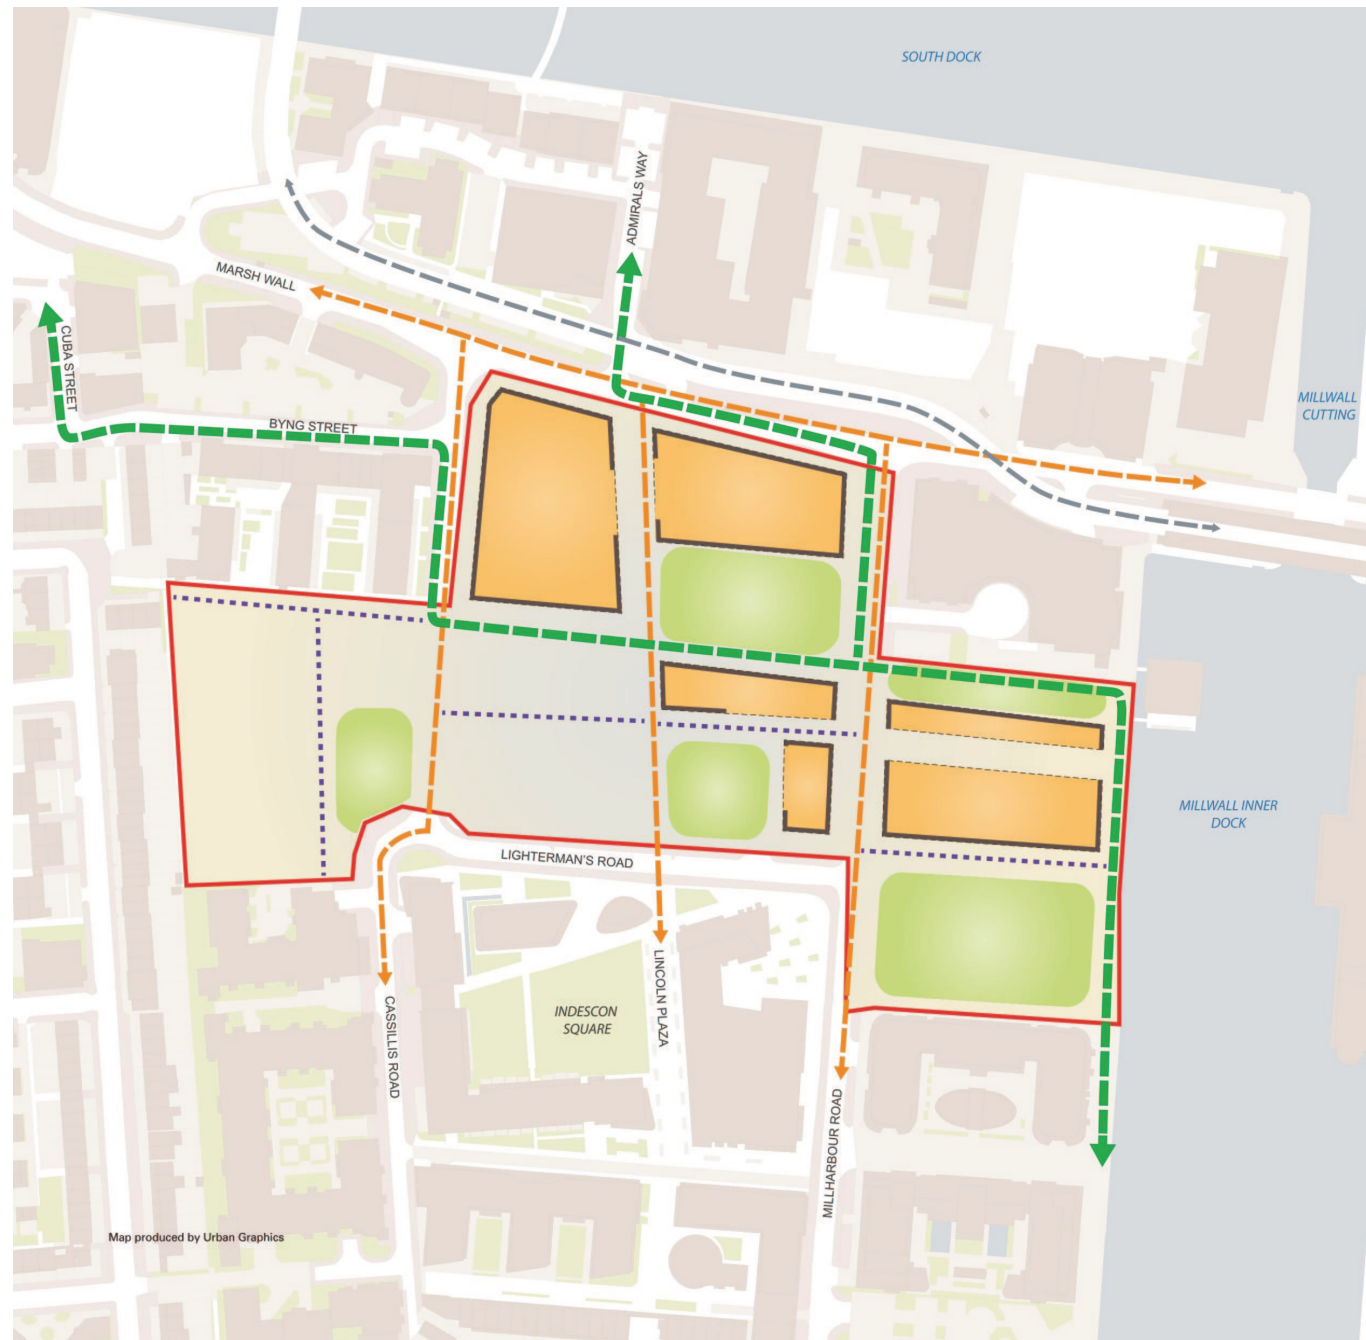 SOUTH DOCK
ADMIRALS WAY
MARSH WALL
CUBA STREET
BYNG STREET
MILLWALL
CUTTING
MILLWALL INNER
DOCK
LIGHTERMAN'S ROAD
LINCOLN PLAZA
INDESCON
SQUARE
CASSILLIS ROAD
MILLHARBOUR ROAD
Map produced by Urban Graphics